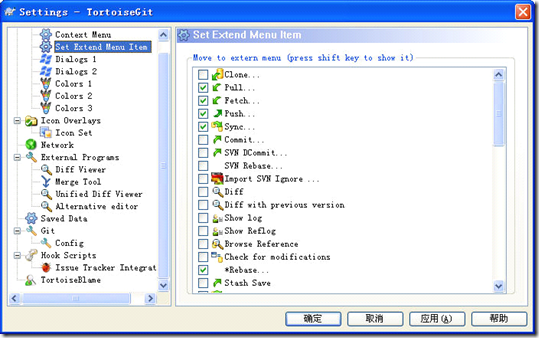 Settings - TortoiseGit
Context Menu
Set Extend Menu Item
Dialogs 1
Dialogs 2
Colors 1
Colors 2
Colors 3
Icon Overlays
Icon Set
Network
External Programs
Diff Viewer
Merge Tool
Unified Diff Viewer
Alternative editor
Saved Data
Git
Config
Hook Scripts
Issue Tracker Integrat
TortoiseBlame
Set Extend Menu Item
Move to extern menu (press shift key to show it)
Clone...
Pull...
Fetch...
Push...
Sync...
Commit...
SVN DCommit...
SVN Rebase...
Import SVN Ignore ...
Diff
Diff with previous version
Show log
Show Reflog
Browse Reference
Check for modifications
*Rebase...
Stash Save
确定
取消
应用(A)
帮助